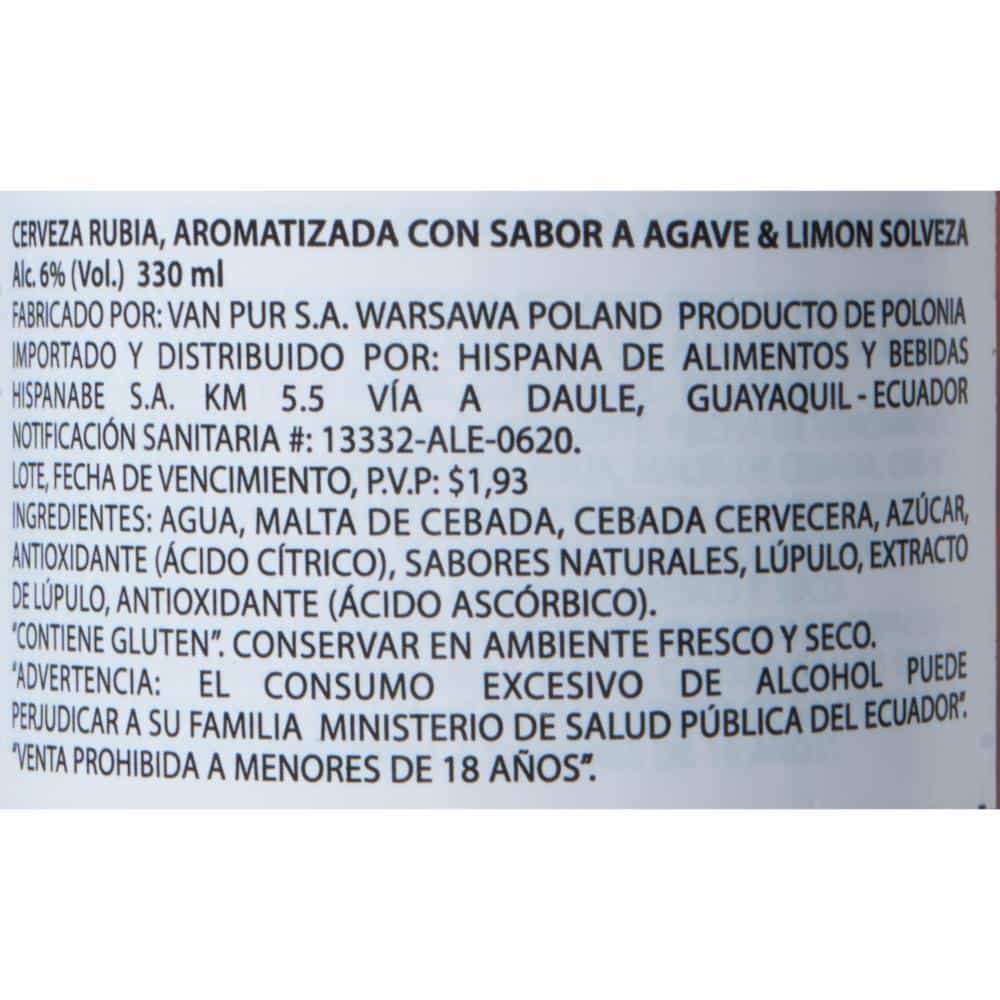 CERVEZA RUBIA, AROMATIZADA CON SABOR A AGAVE & LIMON SOLVEZA
Alc. 6% (Vol.) 330 ml
FABRICADO POR: VAN PUR S.A. WARSAWA POLAND PRODUCTO DE POLONIA
IMPORTADO Y DISTRIBUIDO POR: HISPANA DE ALIMENTOS Y BEBIDAS
HISPANABE S.A. KM 5.5 VÍA A DAULE, GUAYAQUIL - ECUADOR
NOTIFICACIÓN SANITARIA #: 13332-ALE-0620.
LOTE, FECHA DE VENCIMIENTO, P.V.P: $1,93
INGREDIENTES: AGUA, MALTA DE CEBADA, CEBADA CERVECERA, AZÚCAR,
ANTIOXIDANTE (ÁCIDO CÍTRICO), SABORES NATURALES, LÚPULO, EXTRACTO
DE LÚPULO, ANTIOXIDANTE (ÁCIDO ASCÓRBICO).
"CONTIENE GLUTEN". CONSERVAR EN AMBIENTE FRESCO Y SECO.
"ADVERTENCIA: EL CONSUMO EXCESIVO DE ALCOHOL PUEDE
PERJUDICAR A SU FAMILIA MINISTERIO DE SALUD PÚBLICA DEL ECUADOR".
"VENTA PROHIBIDA A MENORES DE 18 AÑOS".